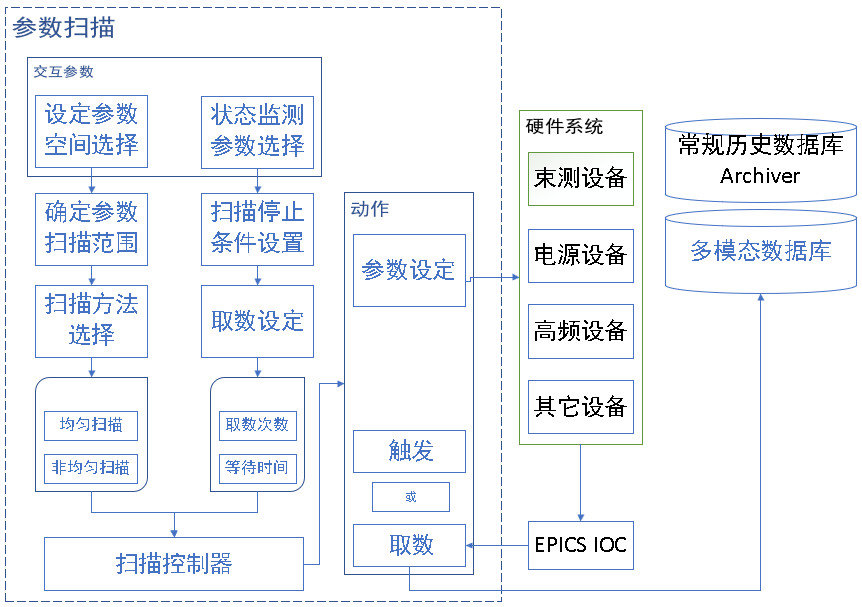 参数扫描
交互参数
设定参数
空间选择
状态监测
参数选择
确定参数
扫描范围
扫描停止
条件设置
扫描方法
选择
取数设定
均匀扫描
非均匀扫描
取数次数
等待时间
扫描控制器
动作
参数设定
触发
或
取数
硬件系统
束测设备
电源设备
高频设备
其它设备
EPICS IOC
常规历史数据库
Archiver
多模态数据库